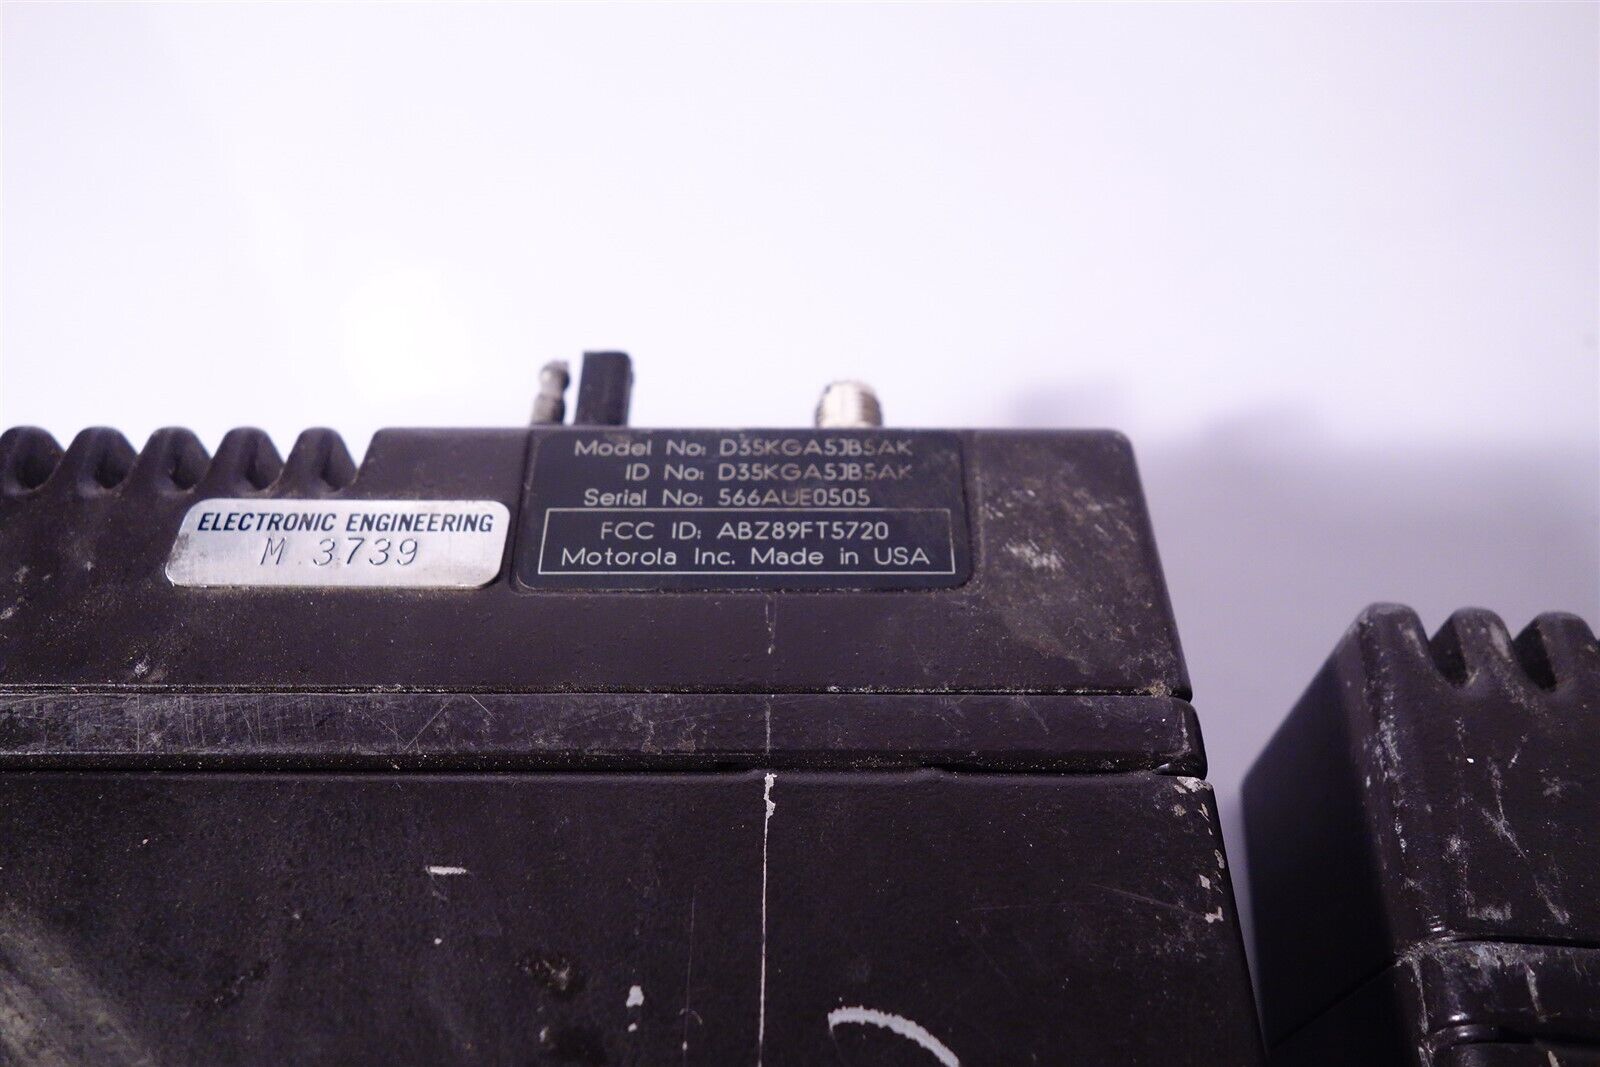 Model No: D35KGA5JB5AK
ID No: D35KGA5JB5AK
Serial No: 566AUE0505
FCC ID: ABZ89FT5720
Motorola Inc. Made in USA
ELECTRONIC ENGINEERING
M 3739